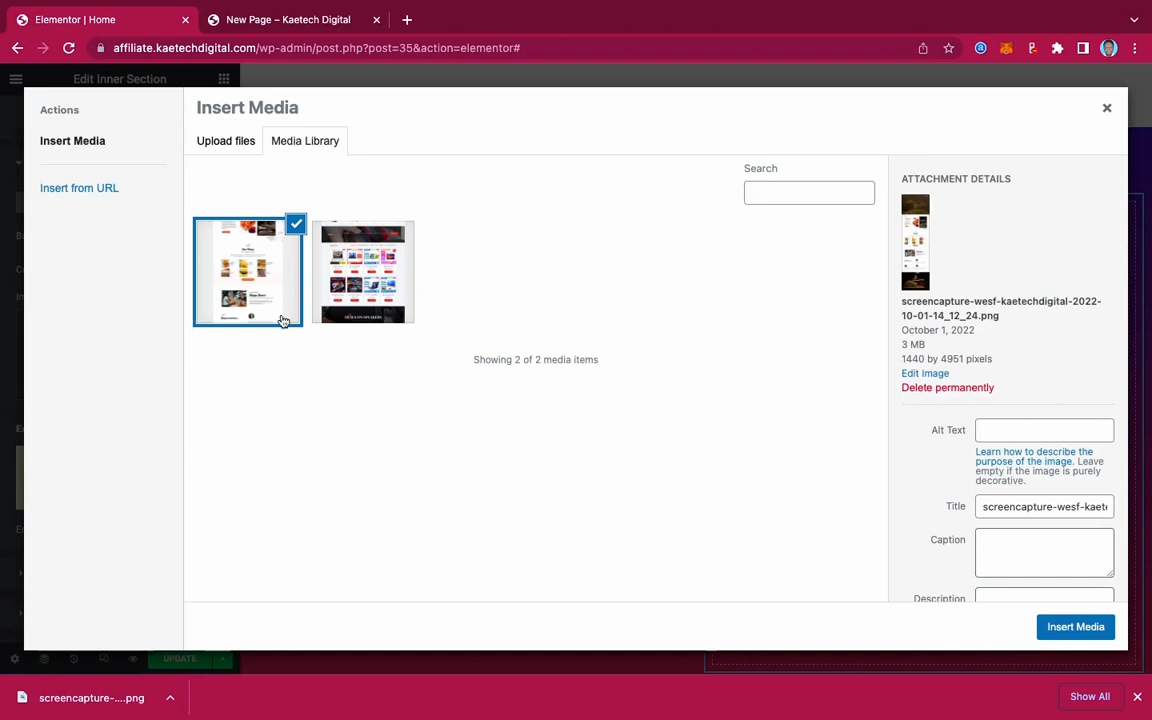 Elementor | Home
New Page – Kaetech Digital
affiliate.kaetechdigital.com/wp-admin/post.php?post=35&action=elementor#
Edit Inner Section
Actions
Insert Media
Insert from URL
Insert Media
Upload files
Media Library
Search
Showing 2 of 2 media items
ATTACHMENT DETAILS
screencapture-wesf-kaetechdigital-2022-
10-01-14_12_24.png
October 1, 2022
3 MB
1440 by 4951 pixels
Edit Image
Delete permanently
Alt Text
Learn how to describe the
purpose of the image. Leave
empty if the image is purely
decorative.
Title
screencapture-wesf-kaete
Caption
Description
Insert Media
UPDATE
screencapture-....png
Show All